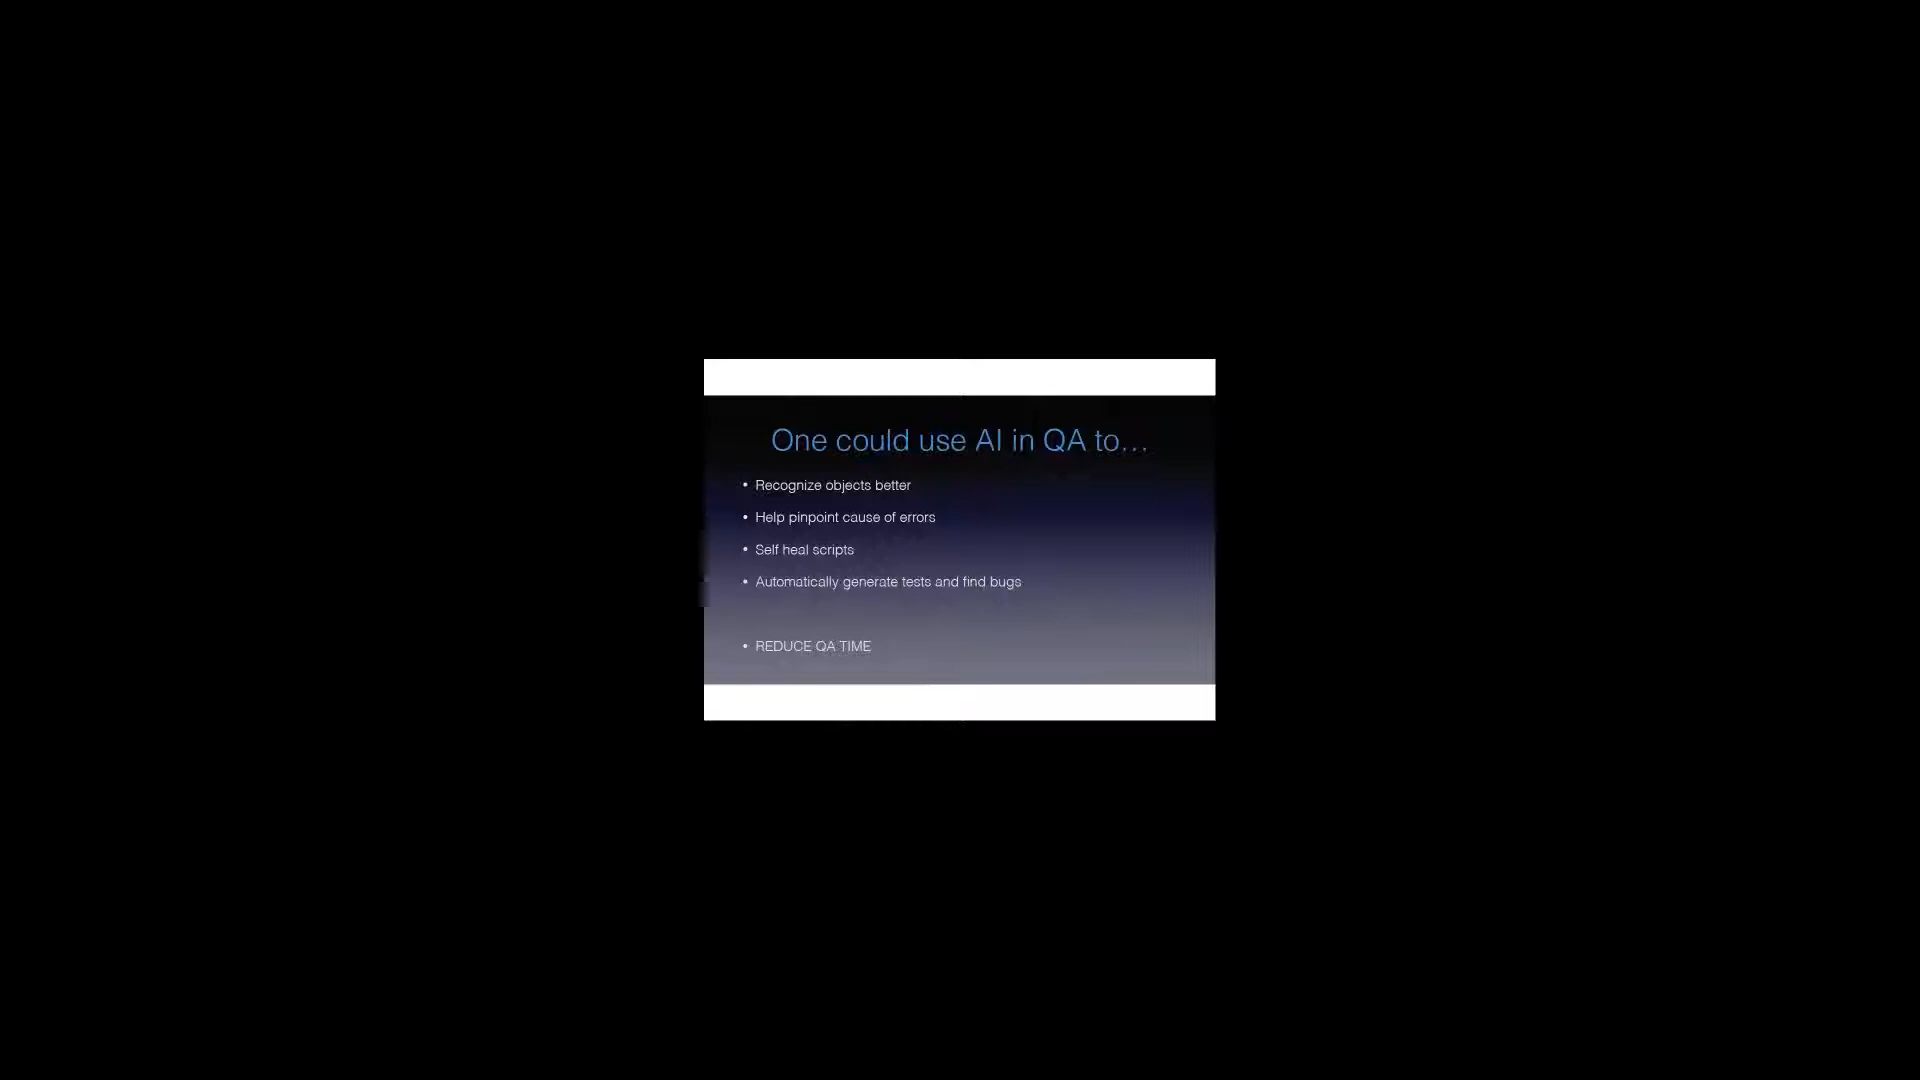 One could use AI in QA to...
• Recognize objects better
• Help pinpoint cause of errors
• Self heal scripts
• Automatically generate tests and find bugs
• REDUCE QA TIME